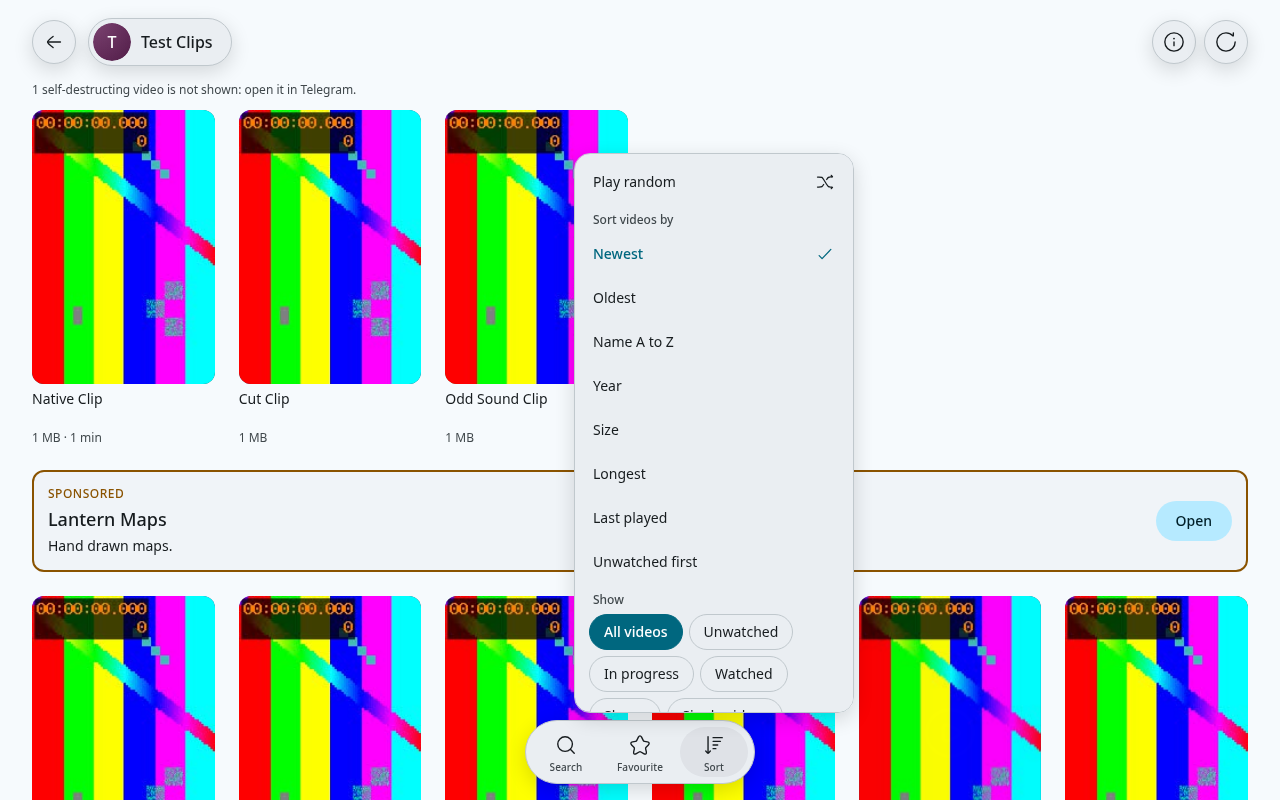 T
Test Clips
1 self-destructing video is not shown: open it in Telegram.
00:00:00.000
0
00:00:00.000
0
00:00:00.000
0
Native Clip
Cut Clip
Odd Sound Clip
1 MB · 1 min
1 MB
1 MB
Play random
Sort videos by
Newest
Oldest
Name A to Z
Year
Size
Longest
Last played
Unwatched first
Show
All videos
Unwatched
In progress
Watched
SPONSORED
Lantern Maps
Hand drawn maps.
Open
00:00:00.000
0
00:00:00.000
0
00:00:00.000
0
00:00:00.000
0
00:00:00.000
0
Search
Favourite
Sort